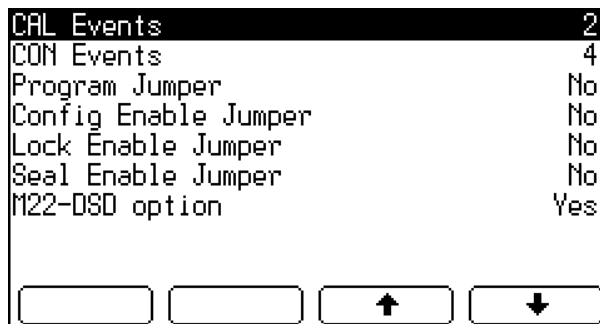 CAL Events 2
CON Events 4
Program Jumper No
Config Enable Jumper No
Lock Enable Jumper No
Seal Enable Jumper No
M22-DSD option Yes